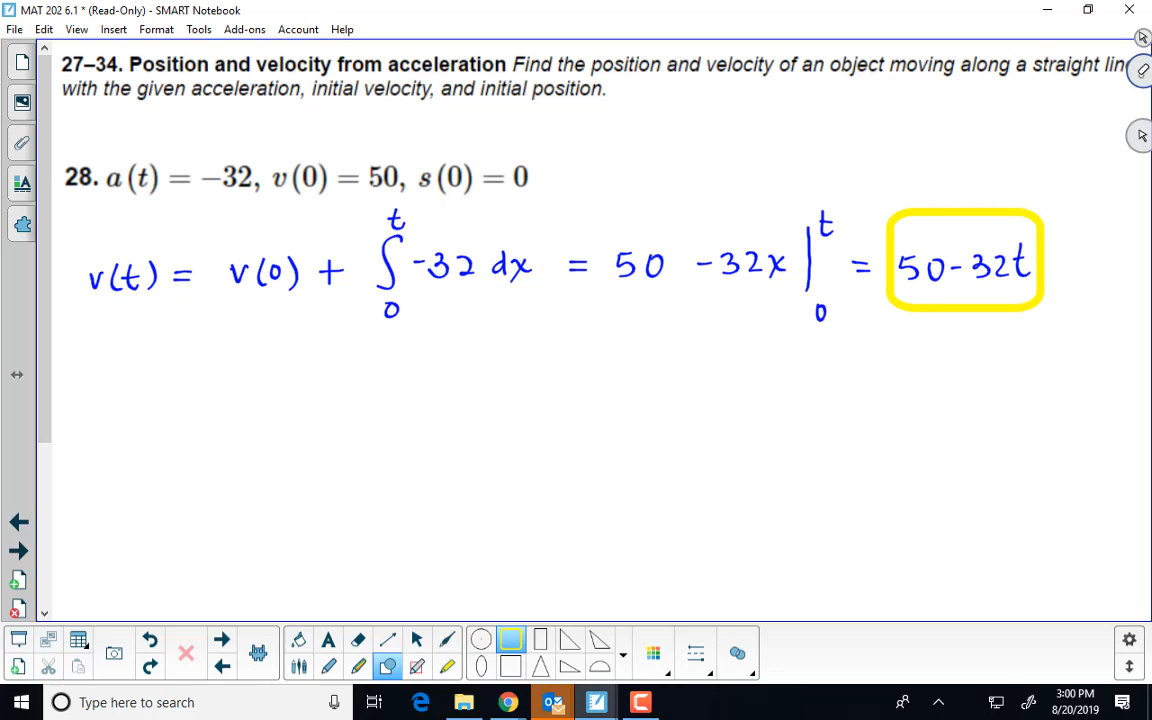 MAT 202 6.1 * (Read-Only) - SMART Notebook
File Edit View Insert Format Tools Add-ons Account Help
27–34. Position and velocity from acceleration Find the position and velocity of an object moving along a straight
with the given acceleration, initial velocity, and initial position.
28. a(t) = −32, v(0) = 50, s(0) = 0
v(t) = v(0) + ∫₀ᵗ -32 dx = 50 -32x |₀ᵗ = 50-32t
A
Type here to search
3:00 PM
8/20/2019